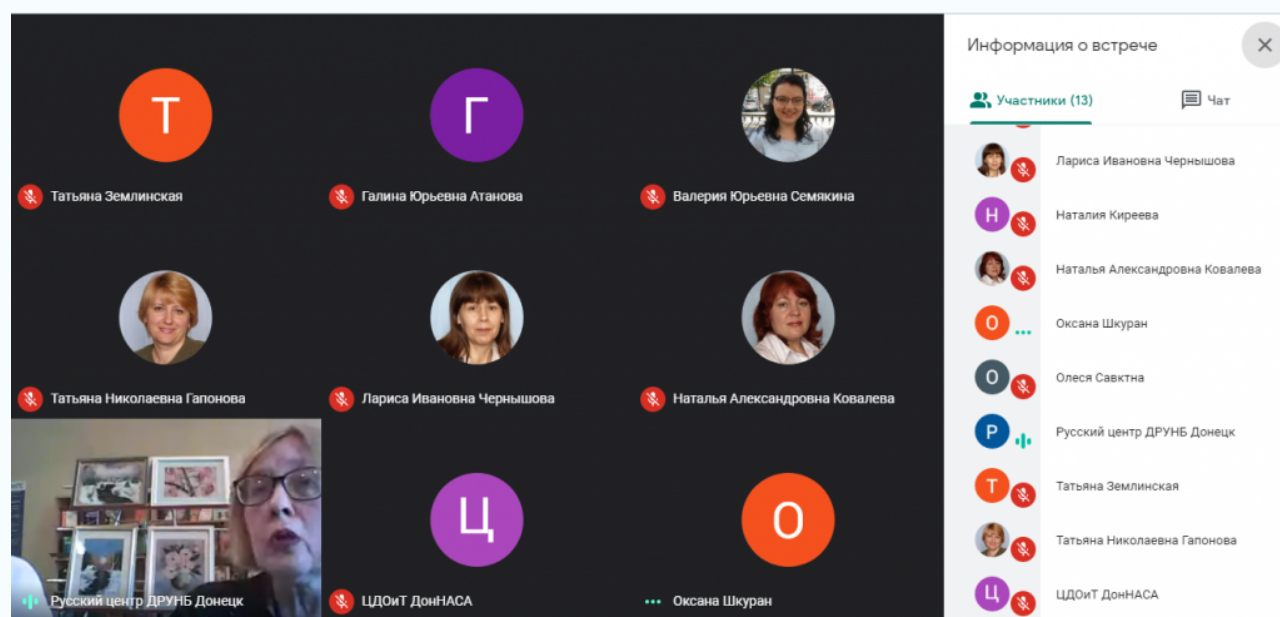 Т
Татьяна Землинская
Г
Галина Юрьевна Атанова
Валерия Юрьевна Семякина
Татьяна Николаевна Гапонова
Лариса Ивановна Чернышова
Наталья Александровна Ковалева
Русский центр ДРУНБ Донецк
Ц
ЦДОиТ ДонНАСА
О
Оксана Шкуран
Информация о встрече
Участники (13)
Чат
Лариса Ивановна Чернышова
Н
Наталия Киреева
Наталья Александровна Ковалева
О
Оксана Шкуран
О
Олеся Савктна
Р
Русский центр ДРУНБ Донецк
Т
Татьяна Землинская
Татьяна Николаевна Гапонова
Ц
ЦДОиТ ДонНАСА